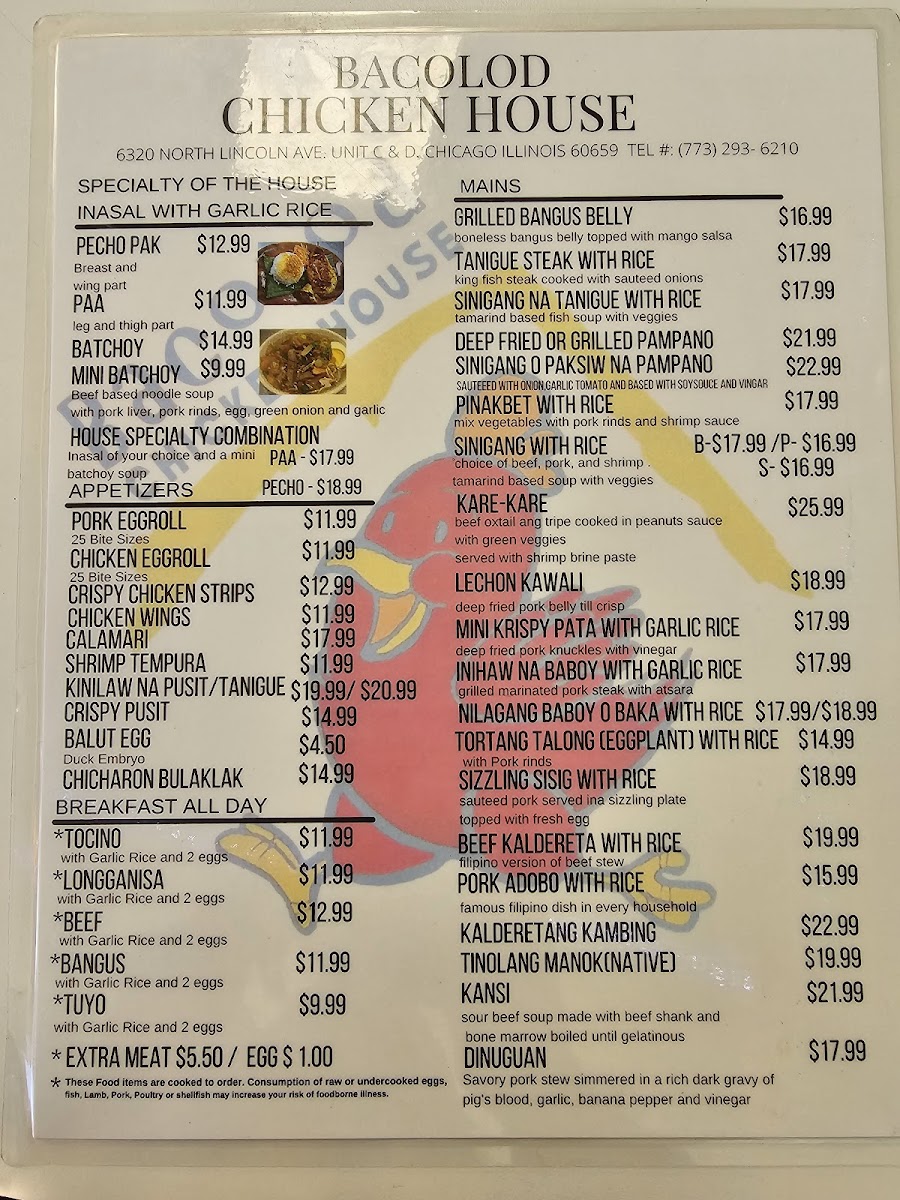 BACOLOD
CHICKEN HOUSE
6320 NORTH LINCOLN AVE. UNIT C & D, CHICAGO ILLINOIS 60659 TEL #: (773) 293- 6210
SPECIALTY OF THE HOUSE
INASAL WITH GARLIC RICE
PECHO PAK $12.99
Breast and
wing part
PAA $11.99
leg and thigh part
BATCHOY $14.99
MINI BATCHOY $9.99
Beef based noodle soup
with pork liver, pork rinds, egg, green onion and garlic
HOUSE SPECIALTY COMBINATION
Inasal of your choice and a mini PAA - $17.99
batchoy soup
PECHO - $18.99
APPETIZERS
PORK EGGROLL $11.99
25 Bite Sizes
CHICKEN EGGROLL $11.99
25 Bite Sizes
CRISPY CHICKEN STRIPS $12.99
CHICKEN WINGS $11.99
CALAMARI $17.99
SHRIMP TEMPURA $11.99
KINILAW NA PUSIT/TANIGUE $19.99/ $20.99
CRISPY PUSIT $14.99
BALUT EGG $4.50
Duck Embryo
CHICHARON BULAKLAK $14.99
BREAKFAST ALL DAY
*TOCINO $11.99
with Garlic Rice and 2 eggs
*LONGGANISA $11.99
with Garlic Rice and 2 eggs
*BEEF $12.99
with Garlic Rice and 2 eggs
*BANGUS $11.99
with Garlic Rice and 2 eggs
*TUYO $9.99
with Garlic Rice and 2 eggs
* EXTRA MEAT $5.50 / EGG $ 1.00
* These Food items are cooked to order. Consumption of raw or undercooked eggs,
fish, Lamb, Pork, Poultry or shellfish may increase your risk of foodborne illness.
MAINS
GRILLED BANGUS BELLY $16.99
boneless bangus belly topped with mango salsa
TANIGUE STEAK WITH RICE $17.99
king fish steak cooked with sauteed onions
SINIGANG NA TANIGUE WITH RICE $17.99
tamarind based fish soup with veggies
DEEP FRIED OR GRILLED PAMPANO $21.99
SINIGANG O PAKSIW NA PAMPANO $22.99
SAUTEEED WITH ONION,GARLIC TOMATO AND BASED WITH SOYSOUCE AND VINGAR
PINAKBET WITH RICE $17.99
mix vegetables with pork rinds and shrimp sauce
SINIGANG WITH RICE B-$17.99 /P- $16.99
choice of beef, pork, and shrimp . S- $16.99
tamarind based soup with veggies
KARE-KARE $25.99
beef oxtail ang tripe cooked in peanuts sauce
with green veggies
served with shrimp brine paste
LECHON KAWALI $18.99
deep fried pork belly till crisp
MINI KRISPY PATA WITH GARLIC RICE $17.99
deep fried pork knuckles with vinegar
INIHAW NA BABOY WITH GARLIC RICE $17.99
grilled marinated pork steak with atsara
NILAGANG BABOY O BAKA WITH RICE $17.99/$18.99
TORTANG TALONG (EGGPLANT) WITH RICE $14.99
with Pork rinds
SIZZLING SISIG WITH RICE $18.99
sauteed pork served ina sizzling plate
topped with fresh egg
BEEF KALDERETA WITH RICE $19.99
filipino version of beef stew
PORK ADOBO WITH RICE $15.99
famous filipino dish in every household
KALDERETANG KAMBING $22.99
TINOLANG MANOK(NATIVE) $19.99
KANSI $21.99
sour beef soup made with beef shank and
bone marrow boiled until gelatinous
DINUGUAN $17.99
Savory pork stew simmered in a rich dark gravy of
pig's blood, garlic, banana pepper and vinegar
BACOLOD
CHICKEN HOUSE